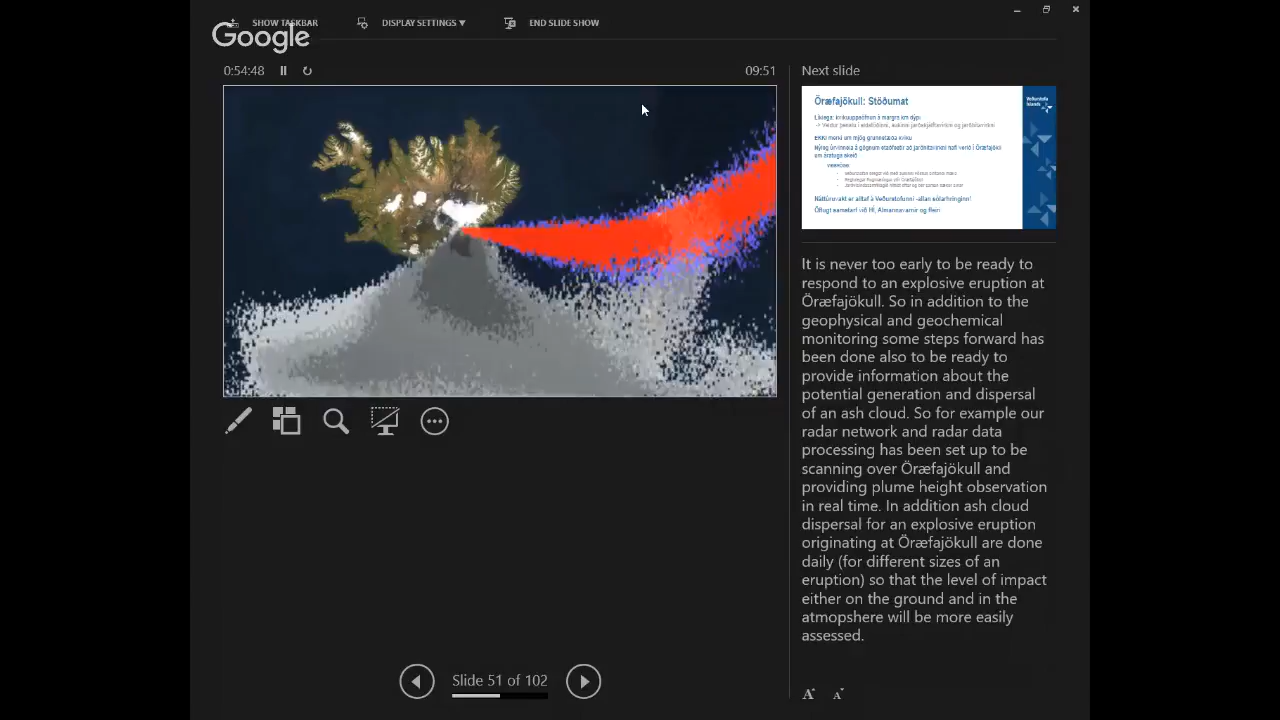 SHOW TASKBAR
DISPLAY SETTINGS ▼
END SLIDE SHOW
Google
0:54:48
09:51
Next slide
Öræfajökull: Stöðumat
Veðurstofa
Íslands
It is never too early to be ready to
respond to an explosive eruption at
Öræfajökull. So in addition to the
geophysical and geochemical
monitoring some steps forward has
been done also to be ready to
provide information about the
potential generation and dispersal
of an ash cloud. So for example our
radar network and radar data
processing has been set up to be
scanning over Öræfajökull and
providing plume height observation
in real time. In addition ash cloud
dispersal for an explosive eruption
originating at Öræfajökull are done
daily (for different sizes of an
eruption) so that the level of impact
either on the ground and in the
atmopshere will be more easily
assessed.
Slide 51 of 102
A
A